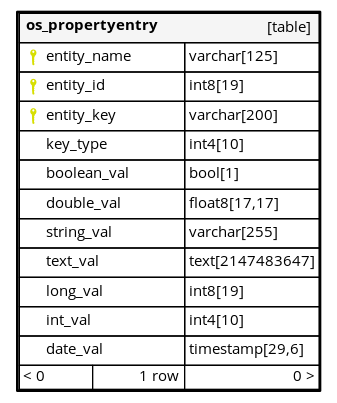 os_propertyentry [table]
entity_name varchar[125]
entity_id int8[19]
entity_key varchar[200]
key_type int4[10]
boolean_val bool[1]
double_val float8[17,17]
string_val varchar[255]
text_val text[2147483647]
long_val int8[19]
int_val int4[10]
date_val timestamp[29,6]
< 0 1 row 0 >